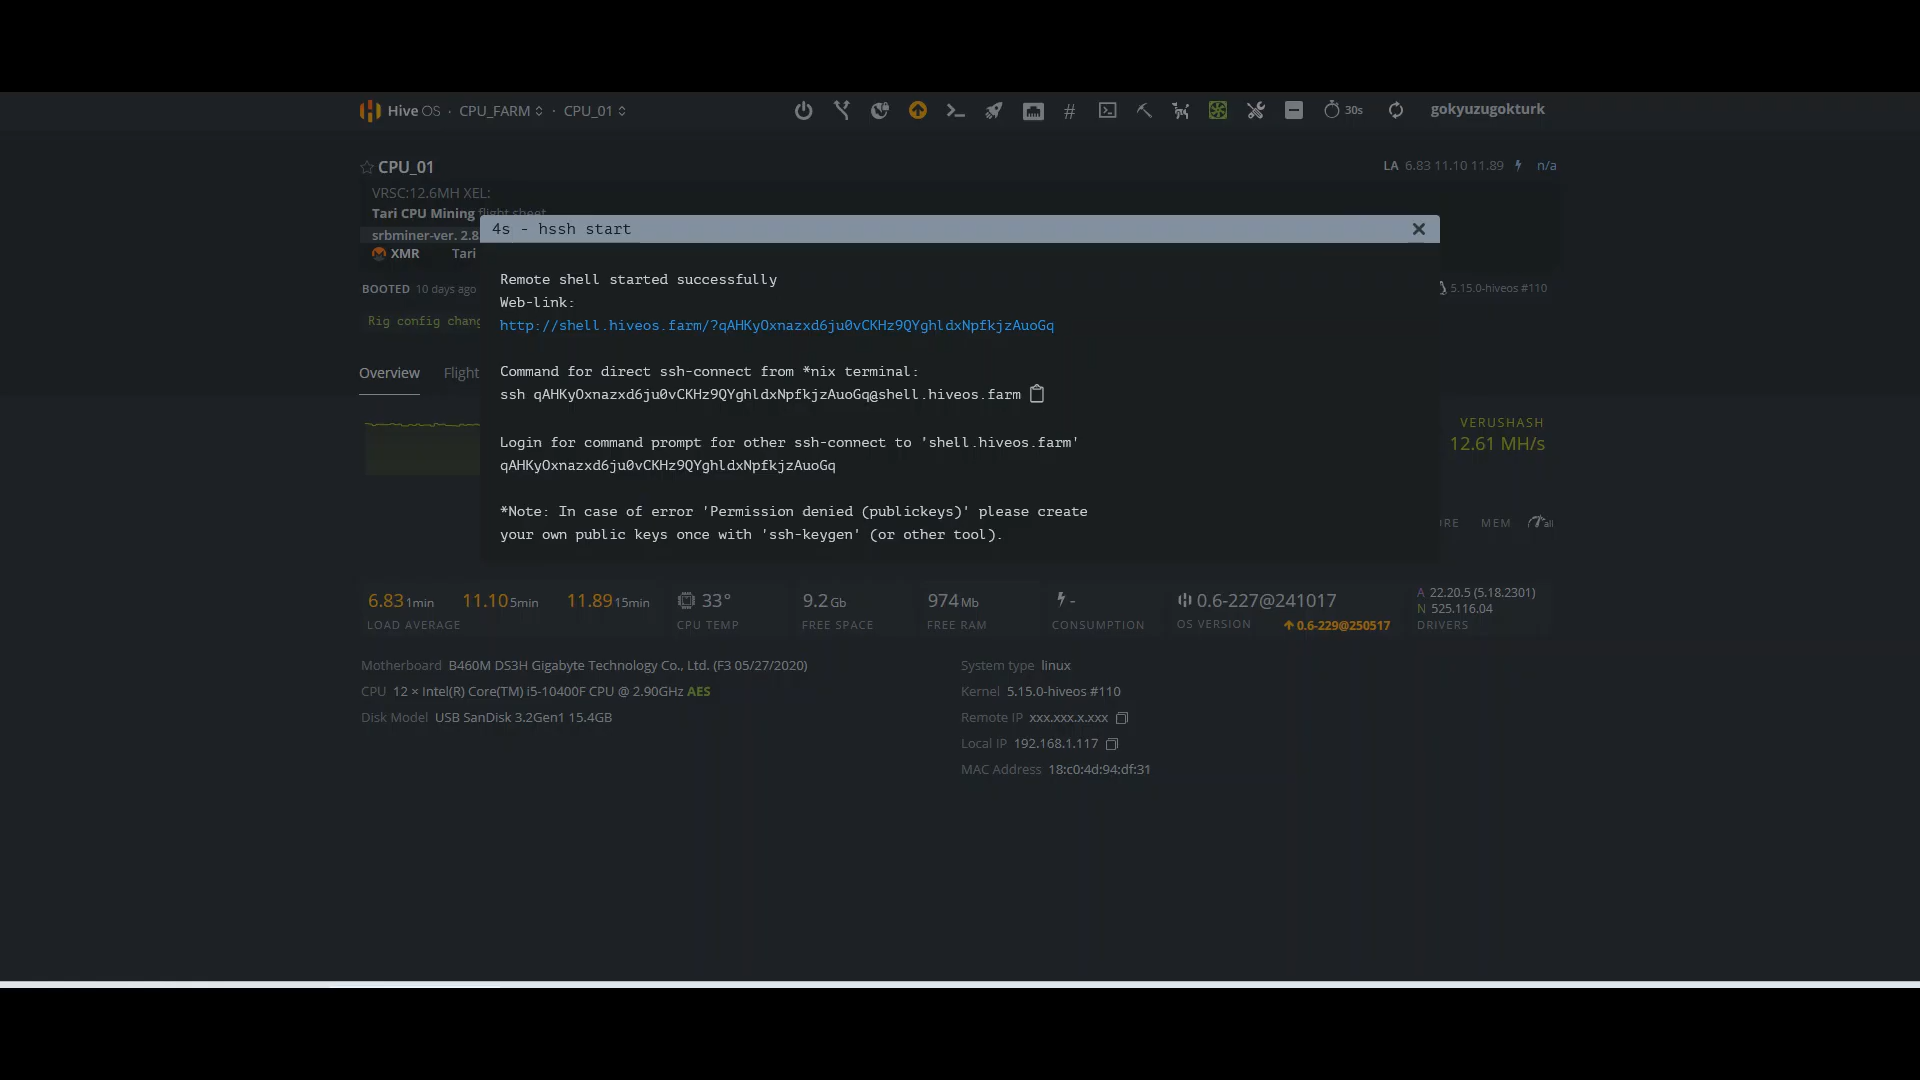 Hive OS · CPU_FARM · CPU_01
30s
gokyuzugokturk
CPU_01
LA 6.83 11.10 11.89 n/a
VRSC:12.6MH XEL:
Tari CPU Mining flight sheet
srbminer-ver. 2.8
XMR Tari
BOOTED 10 days ago
5.15.0-hiveos #110
Rig config chang
4s - hssh start
Remote shell started successfully
Web-link:
http://shell.hiveos.farm/?qAHKyOxnazxd6ju0vCKHz9QYghldxNpfkjzAuoGq
Command for direct ssh-connect from *nix terminal:
ssh qAHKyOxnazxd6ju0vCKHz9QYghldxNpfkjzAuoGq@shell.hiveos.farm
Login for command prompt for other ssh-connect to 'shell.hiveos.farm'
qAHKyOxnazxd6ju0vCKHz9QYghldxNpfkjzAuoGq
*Note: In case of error 'Permission denied (publickeys)' please create
your own public keys once with 'ssh-keygen' (or other tool).
Overview Flight
VERUSHASH
12.61 MH/s
RE MEM all
6.83 1min 11.10 5min 11.89 15min
LOAD AVERAGE
33°
CPU TEMP
9.2 Gb
FREE SPACE
974 Mb
FREE RAM
-
CONSUMPTION
0.6-227@241017
OS VERSION 0.6-229@250517
A 22.20.5 (5.18.2301)
N 525.116.04
DRIVERS
Motherboard B460M DS3H Gigabyte Technology Co., Ltd. (F3 05/27/2020)
CPU 12 × Intel(R) Core(TM) i5-10400F CPU @ 2.90GHz AES
Disk Model USB SanDisk 3.2Gen1 15.4GB
System type linux
Kernel 5.15.0-hiveos #110
Remote IP xxx.xxx.x.xxx
Local IP 192.168.1.117
MAC Address 18:c0:4d:94:df:31